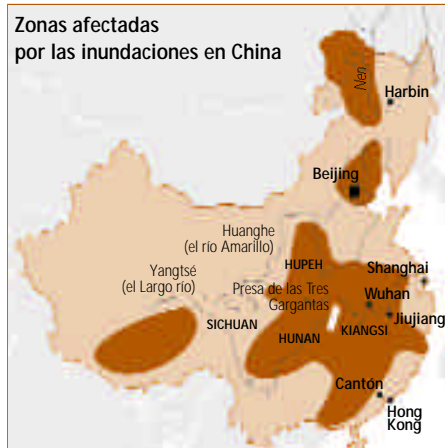 Zonas afectadas
por las inundaciones en China
Nen
Harbin
Beijing
Huanghe
(el río Amarillo)
HUPEH
Shanghai
Yangtsé
(el Largo río)
Presa de las Tres
Gargantas
Wuhan
Jiujiang
SICHUAN
KIANGSI
HUNAN
Cantón
Hong
Kong